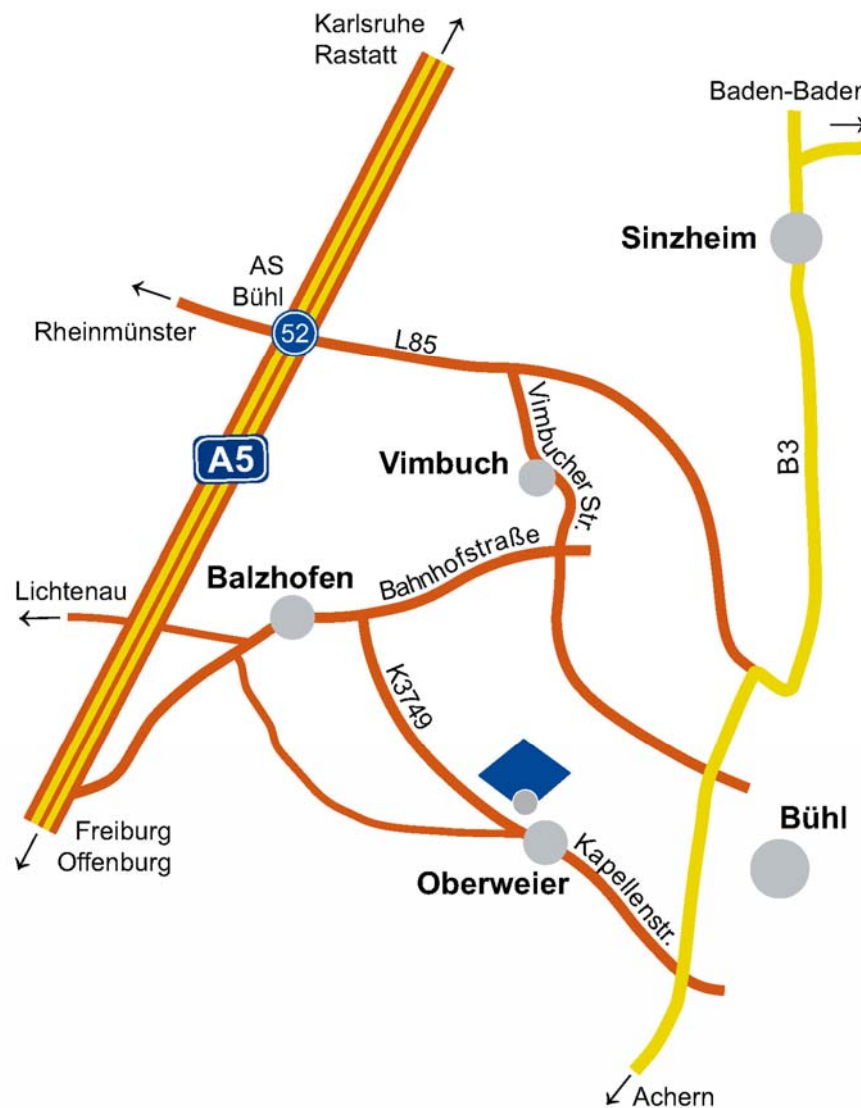 Karlsruhe
Rastatt
Baden-Baden
Sinzheim
AS
Bühl
52
Rheinmünster
L85
Vimbucher Str.
B3
A5
Vimbuch
Bahnhofstraße
Balzhofen
Lichtenau
K3749
Freiburg
Offenburg
Bühl
Kapellenstr.
Oberweier
Achern